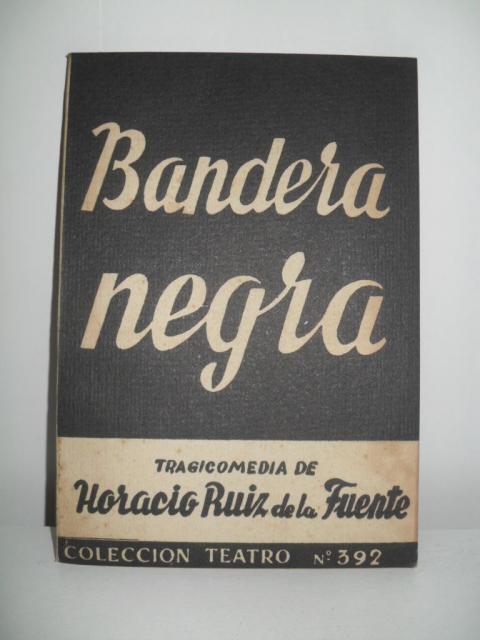 Bandera
negra
TRAGICOMEDIA DE
Horacio Ruiz de la Fuente
COLECCION TEATRO Nº 392